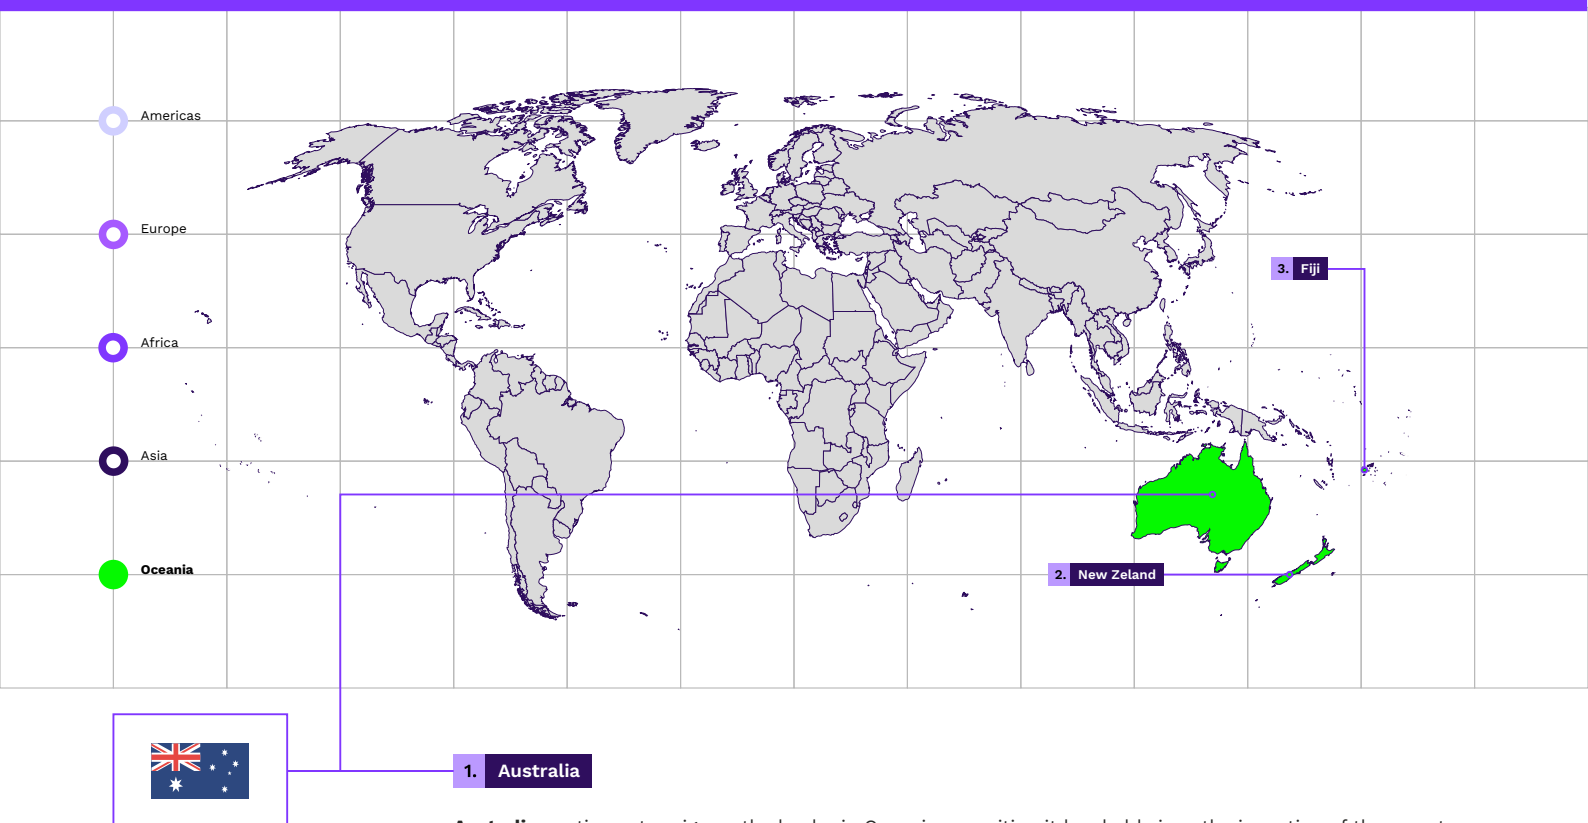 Americas
Europe
Africa
Asia
Oceania
3. Fiji
2. New Zeland
1. Australia